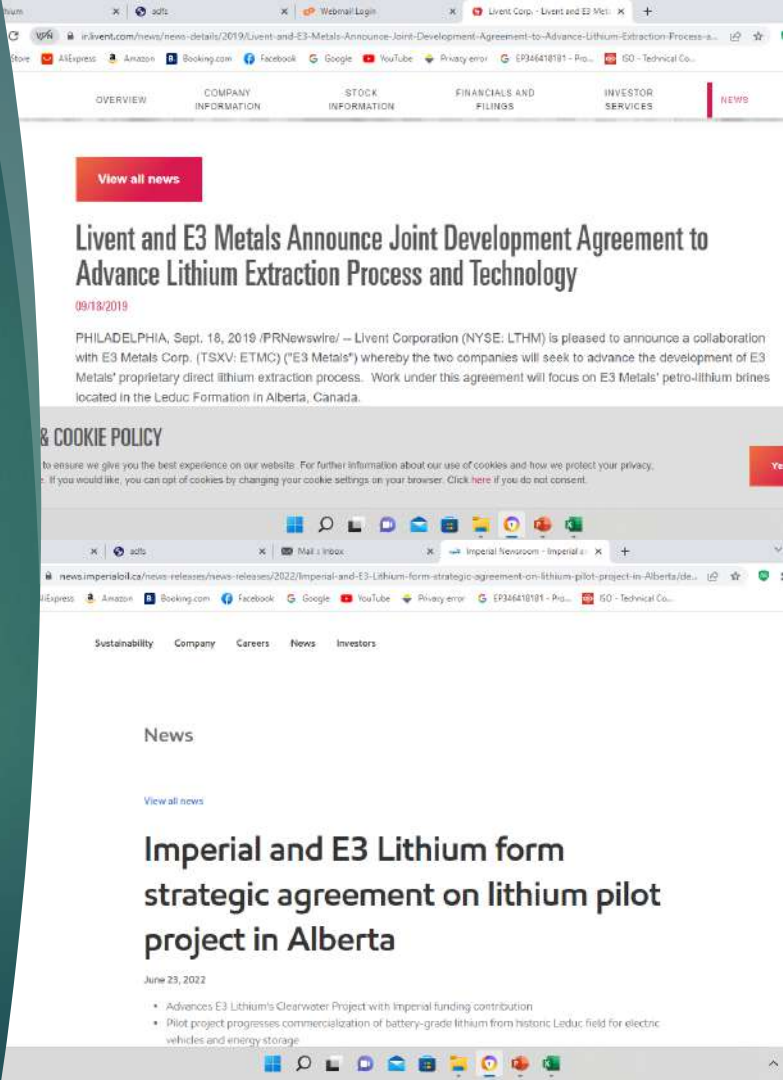 hium
adfs
Webmail Login
Livent Corp. - Livent and E3 Met
VPN
ir.livent.com/news/news-details/2019/Livent-and-E3-Metals-Announce-Joint-Development-Agreement-to-Advance-Lithium-Extraction-Process-a...
Store AliExpress Amazon Booking.com Facebook Google YouTube Privacy error EP346418181 - Pro... ISO - Technical Co...
OVERVIEW
COMPANY
INFORMATION
STOCK
INFORMATION
FINANCIALS AND
FILINGS
INVESTOR
SERVICES
NEWS
View all news
Livent and E3 Metals Announce Joint Development Agreement to
Advance Lithium Extraction Process and Technology
09/18/2019
PHILADELPHIA, Sept. 18, 2019 /PRNewswire/ -- Livent Corporation (NYSE: LTHM) is pleased to announce a collaboration
with E3 Metals Corp. (TSXV: ETMC) ("E3 Metals") whereby the two companies will seek to advance the development of E3
Metals' proprietary direct lithium extraction process. Work under this agreement will focus on E3 Metals' petro-lithium brines
located in the Leduc Formation in Alberta, Canada.
& COOKIE POLICY
to ensure we give you the best experience on our website. For further information about our use of cookies and how we protect your privacy,
. If you would like, you can opt of cookies by changing your cookie settings on your browser. Click here if you do not consent.
Ye
adfs
Mail :: Inbox
Imperial Newsroom - Imperial a
news.imperialoil.ca/news-releases/news-releases/2022/Imperial-and-E3-Lithium-form-strategic-agreement-on-lithium-pilot-project-in-Alberta/de...
liExpress Amazon Booking.com Facebook Google YouTube Privacy error EP346418181 - Pro... ISO - Technical Co...
Sustainability Company Careers News Investors
News
View all news
Imperial and E3 Lithium form
strategic agreement on lithium pilot
project in Alberta
June 23, 2022
• Advances E3 Lithium's Clearwater Project with Imperial funding contribution
• Pilot project progresses commercialization of battery-grade lithium from historic Leduc field for electric
vehicles and energy storage